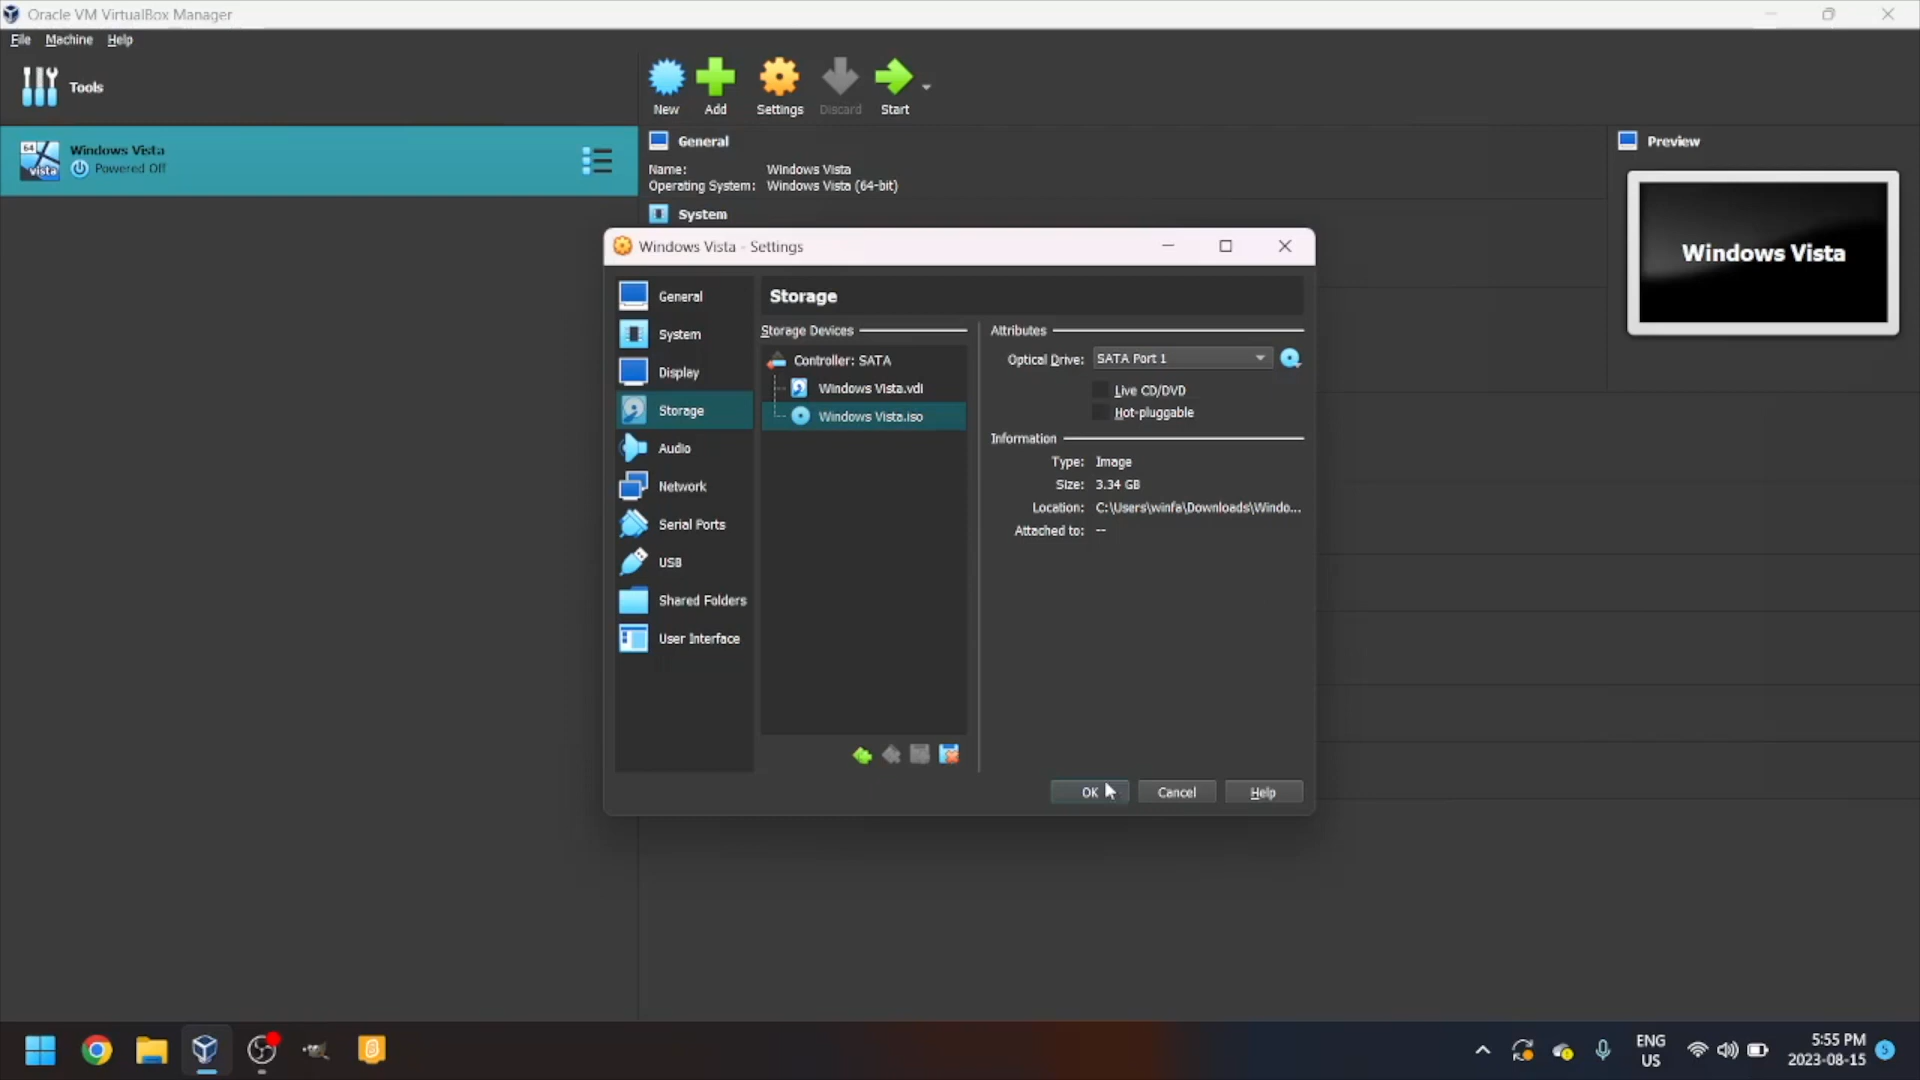 Oracle VM VirtualBox Manager
File Machine Help
Tools
New Add Settings Discard Start
64 vista
Windows Vista
Powered Off
General
Name: Windows Vista
Operating System: Windows Vista (64-bit)
System
Preview
Windows Vista
Windows Vista - Settings
General
System
Display
Storage
Audio
Network
Serial Ports
USB
Shared Folders
User Interface
Storage
Storage Devices
Controller: SATA
Windows Vista.vdi
Windows Vista.iso
Attributes
Optical Drive: SATA Port 1
Live CD/DVD
Hot-pluggable
Information
Type: Image
Size: 3.34 GB
Location: C:\Users\winfa\Downloads\Windo...
Attached to: --
OK Cancel Help
ENG
US
5:55 PM
2023-08-15
5